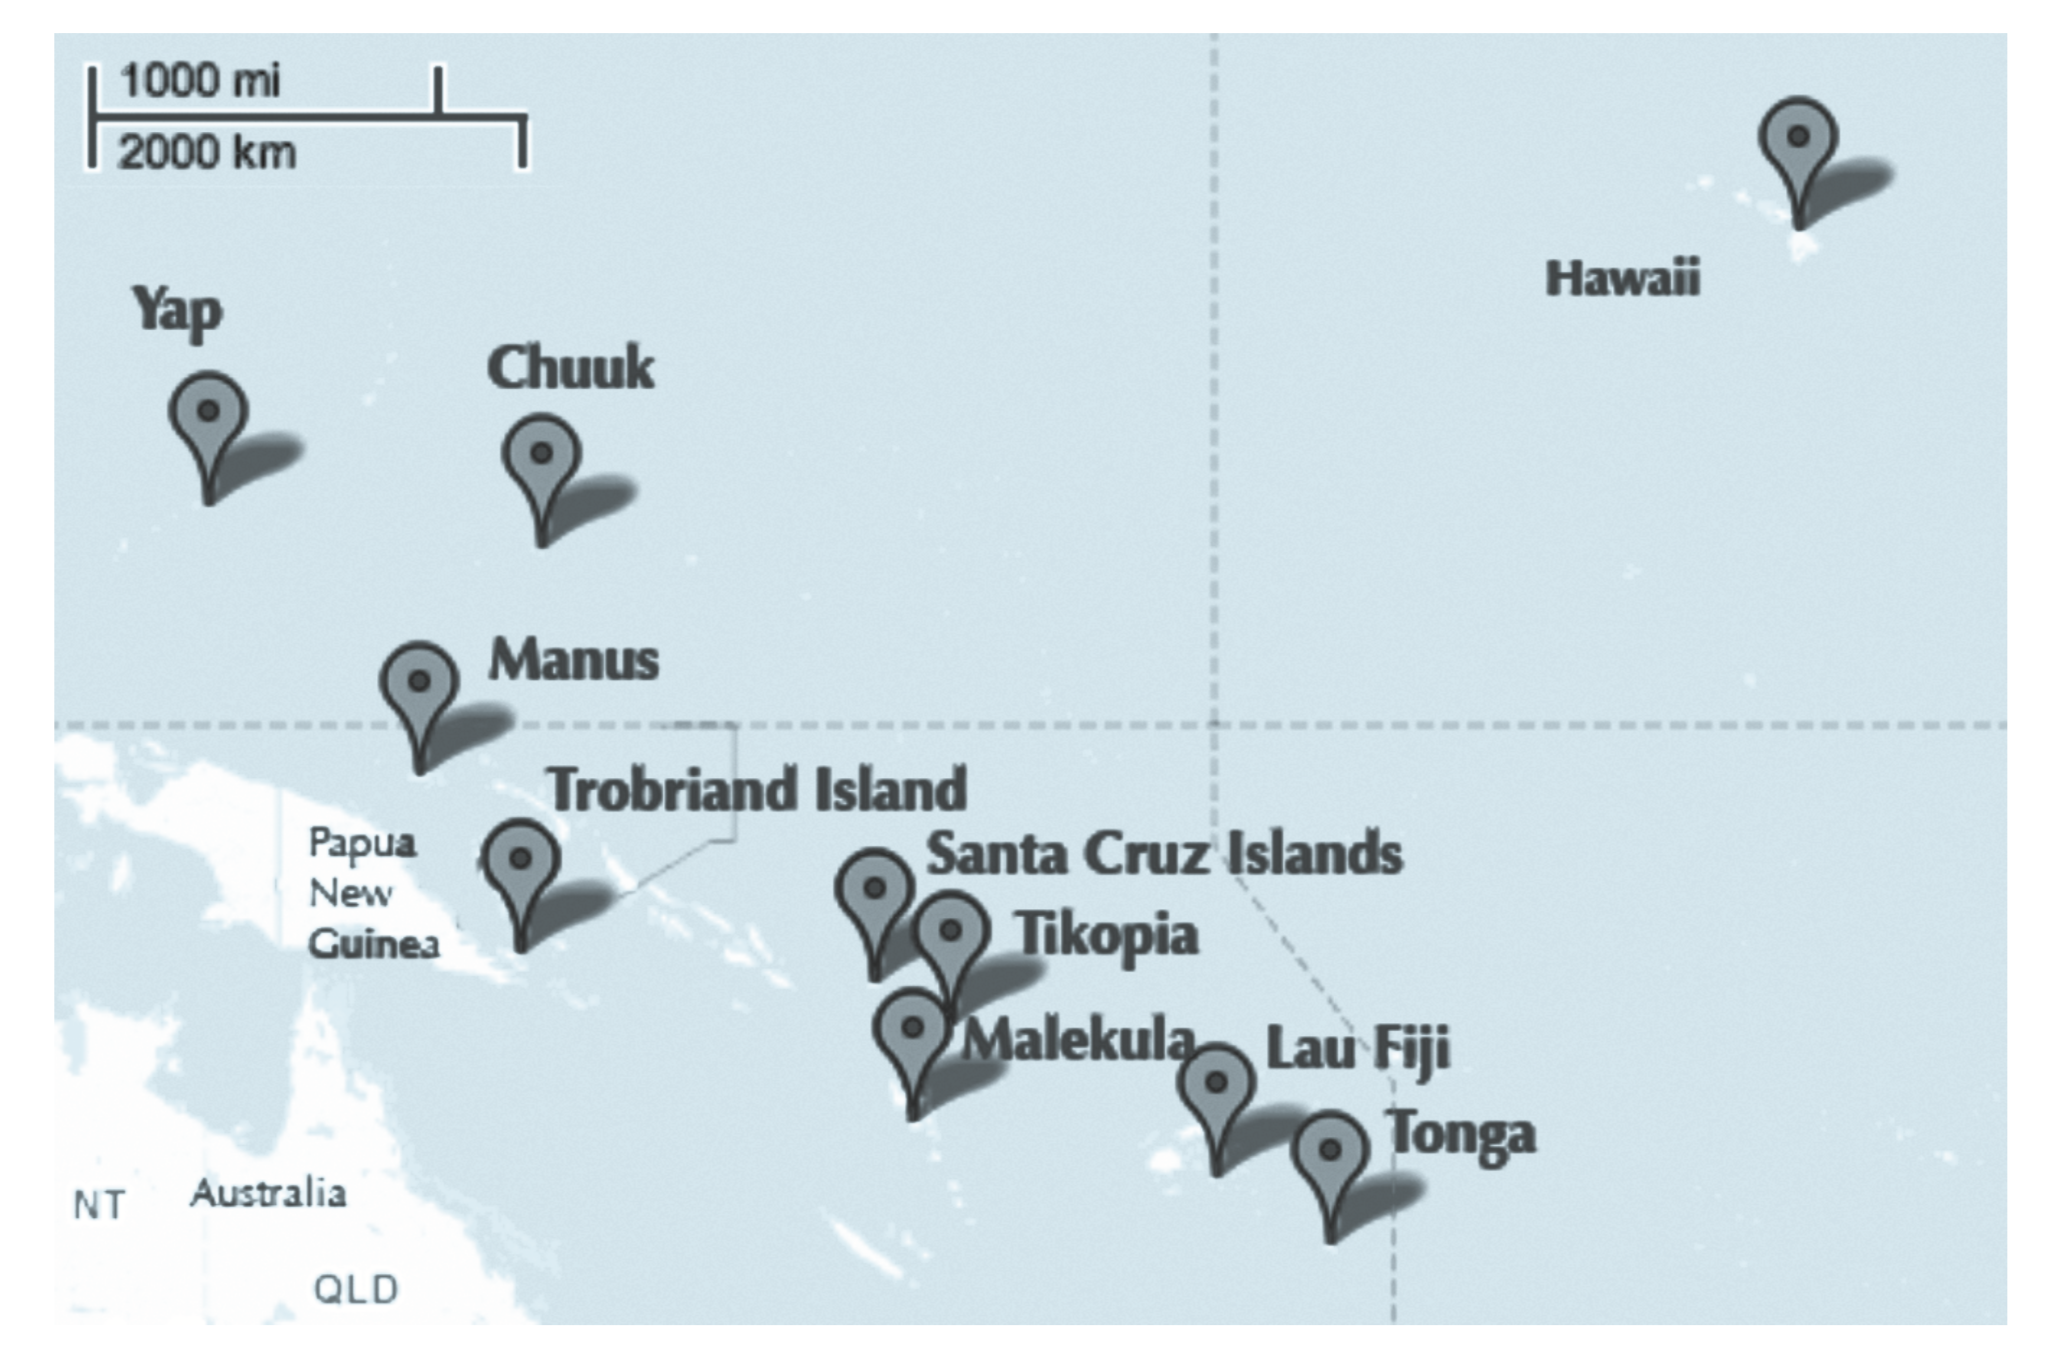 1000 mi
2000 km
Hawaii
Yap
Chuuk
Manus
Trobriand Island
Papua
New
Guinea
Santa Cruz Islands
Tikopia
Malekula
Lau Fiji
Tonga
NT
Australia
QLD